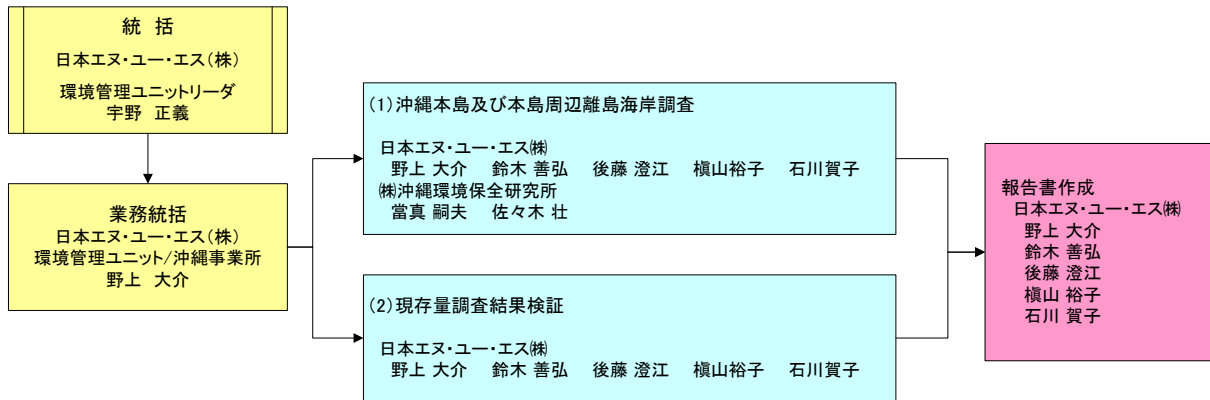 統 括
日本エヌ・ユー・エス（株）
環境管理ユニットリーダ
宇野 正義
業務統括
日本エヌ・ユー・エス（株）
環境管理ユニット/沖縄事業所
野上 大介
(1)沖縄本島及び本島周辺離島海岸調査
日本エヌ・ユー・エス㈱
野上 大介 鈴木 善弘 後藤 澄江 槇山裕子 石川賀子
㈱沖縄環境保全研究所
當真 嗣夫 佐々木 壮
(2)現存量調査結果検証
日本エヌ・ユー・エス㈱
野上 大介 鈴木 善弘 後藤 澄江 槇山裕子 石川賀子
報告書作成
日本エヌ・ユー・エス㈱
野上 大介
鈴木 善弘
後藤 澄江
槇山 裕子
石川 賀子